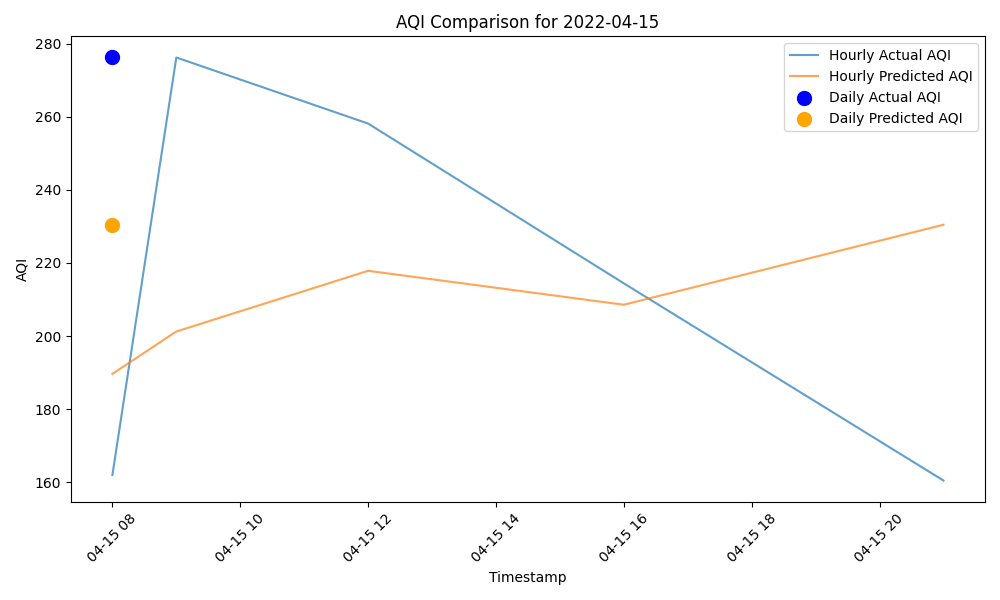 AQI Comparison for 2022-04-15
Hourly Actual AQI
Hourly Predicted AQI
Daily Actual AQI
Daily Predicted AQI
AQI
280
260
240
220
200
180
160
04-15 08
04-15 10
04-15 12
04-15 14
04-15 16
04-15 18
04-15 20
Timestamp